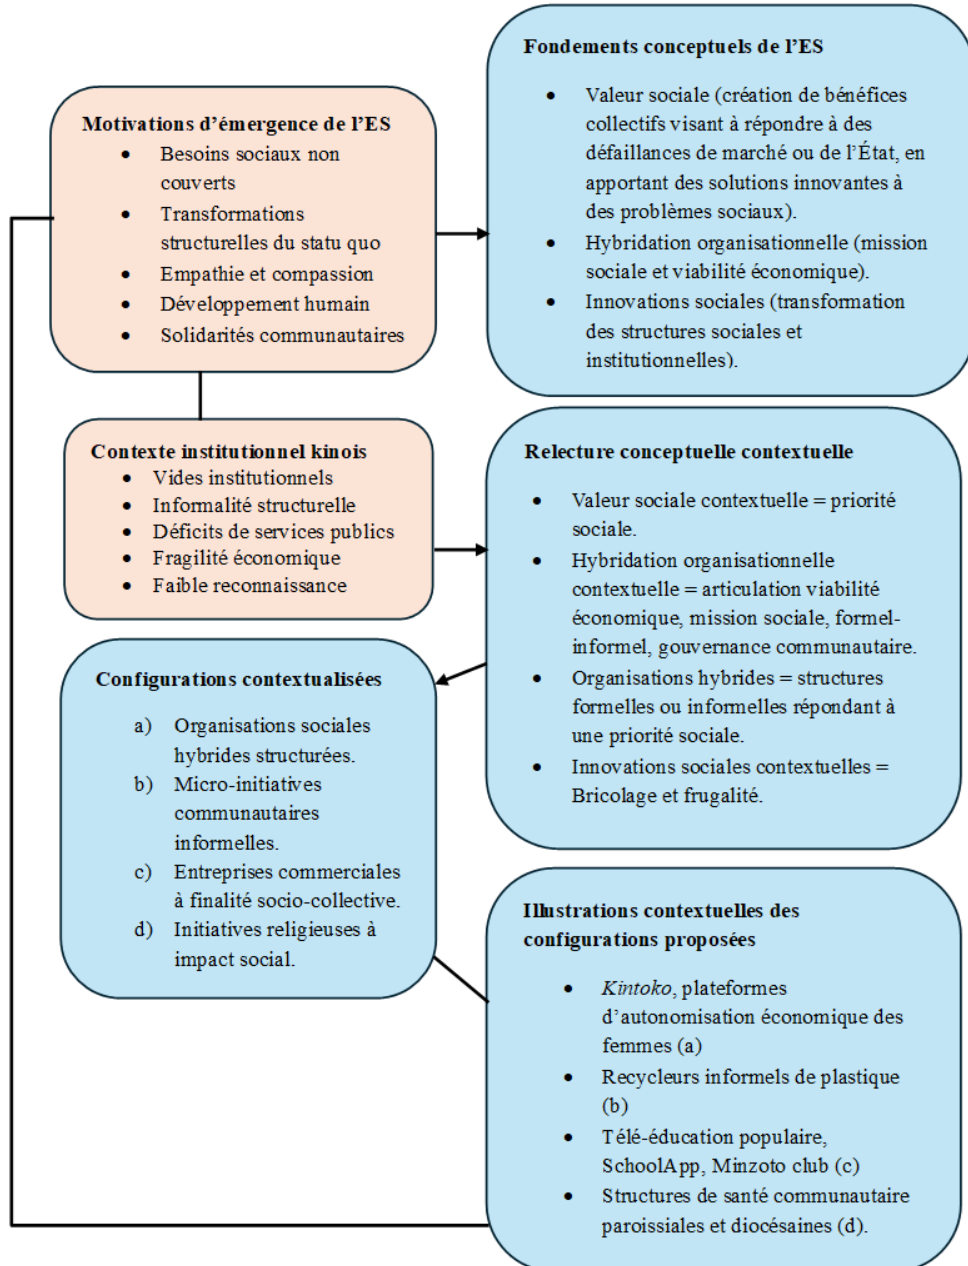 Motivations d’émergence de l’ES
• Besoins sociaux non
couverts
• Transformations
structurelles du statu quo
• Empathie et compassion
• Développement humain
• Solidarités communautaires
Fondements conceptuels de l’ES
• Valeur sociale (création de bénéfices
collectifs visant à répondre à des
défaillances de marché ou de l’État, en
apportant des solutions innovantes à
des problèmes sociaux).
• Hybridation organisationnelle (mission
sociale et viabilité économique).
• Innovations sociales (transformation
des structures sociales et
institutionnelles).
Contexte institutionnel kinois
• Vides institutionnels
• Informalité structurelle
• Déficits de services publics
• Fragilité économique
• Faible reconnaissance
Relecture conceptuelle contextuelle
• Valeur sociale contextuelle = priorité
sociale.
• Hybridation organisationnelle
contextuelle = articulation viabilité
économique, mission sociale, formel-
informel, gouvernance communautaire.
• Organisations hybrides = structures
formelles ou informelles répondant à
une priorité sociale.
• Innovations sociales contextuelles =
Bricolage et frugalité.
Configurations contextualisées
a) Organisations sociales
hybrides structurées.
b) Micro-initiatives
communautaires
informelles.
c) Entreprises commerciales
à finalité socio-collective.
d) Initiatives religieuses à
impact social.
Illustrations contextuelles des
configurations proposées
• Kintoko, plateformes
d’autonomisation économique des
femmes (a)
• Recycleurs informels de plastique
(b)
• Télé-éducation populaire,
SchoolApp, Minzoto club (c)
• Structures de santé communautaire
paroissiales et diocésaines (d).